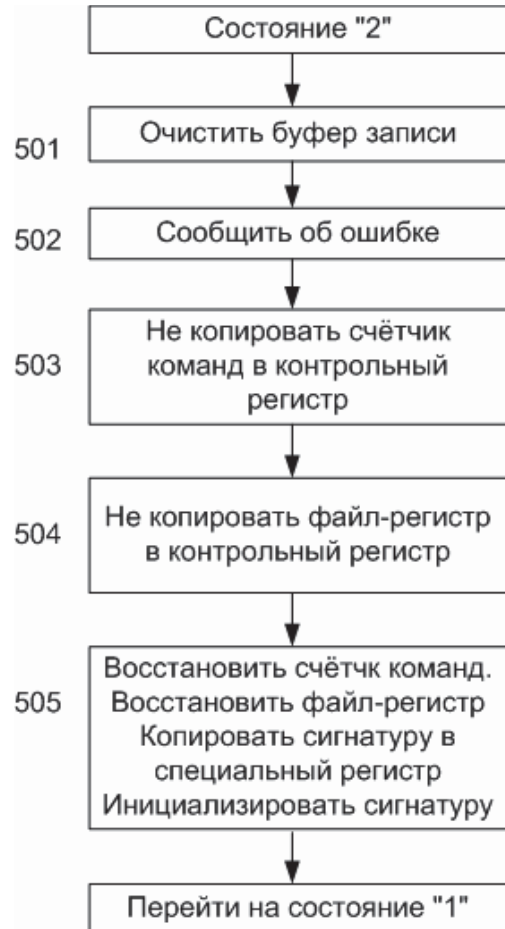 Состояние "2"
501
Очистить буфер записи
502
Сообщить об ошибке
503
Не копировать счётчик
команд в контрольный
регистр
504
Не копировать файл-регистр
в контрольный регистр
505
Восстановить счётчк команд.
Восстановить файл-регистр
Копировать сигнатуру в
специальный регистр
Инициализировать сигнатуру
Перейти на состояние "1"